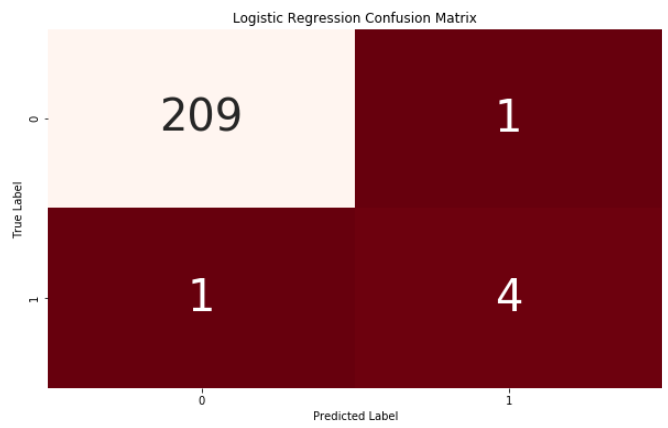 Logistic Regression Confusion Matrix
True Label
0
209
1
1
1
4
0
1
Predicted Label